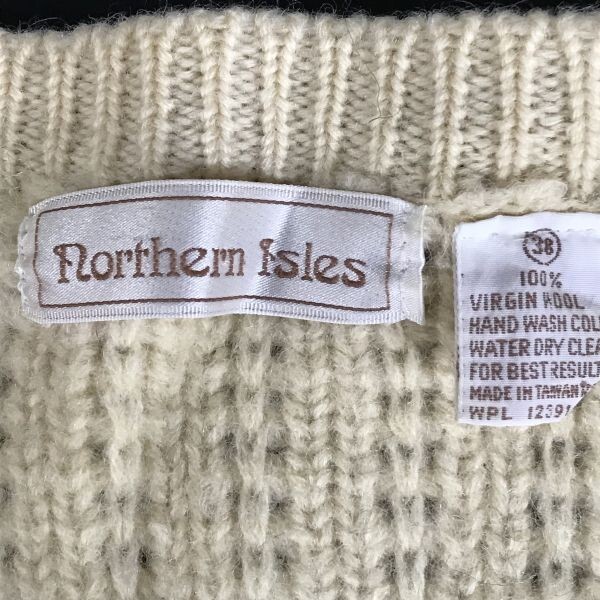 Northern Isles
38
100%
VIRGIN WOOL
HAND WASH COL
WATER DRY CLEA
FOR BEST RESULT
MADE IN TAIWAN
WPL 12391